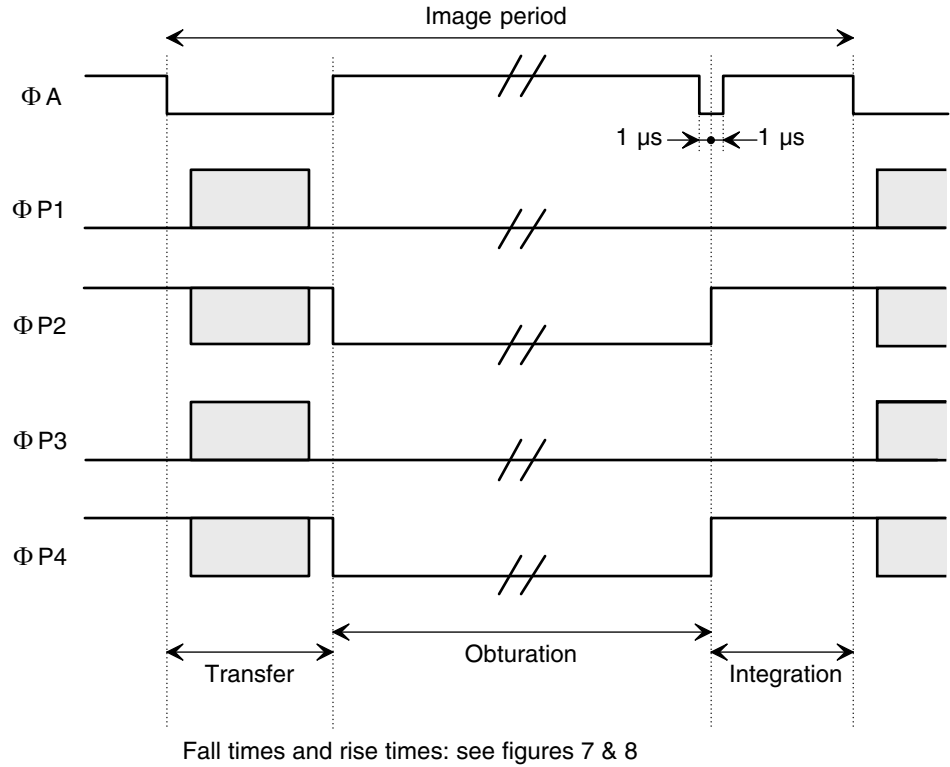 Image period
Φ A
1 µs 1 µs
Φ P1
Φ P2
Φ P3
Φ P4
Transfer
Obturation
Integration
Fall times and rise times: see figures 7 & 8